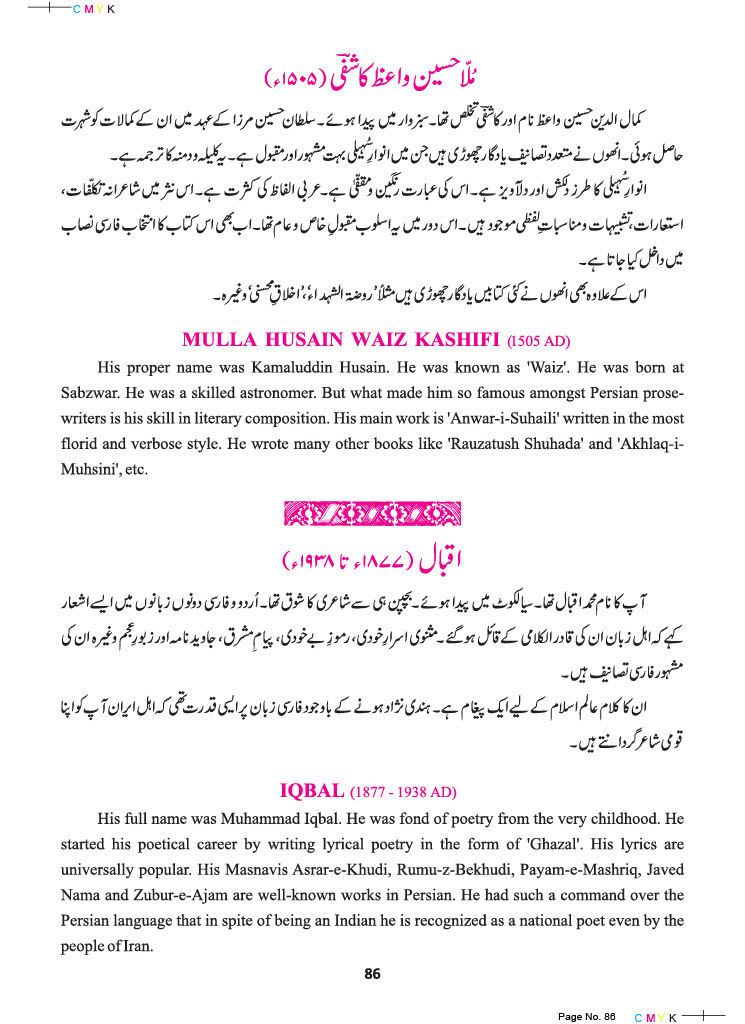 C M Y K
مُلّا حسین واعظ کاشفیؔ (۱۵۰۵ء)
کمال الدین حسین واعظ نام اور کاشفیؔ تخلص تھا۔ سبزوار میں پیدا ہوئے۔ سلطان حسین مرزا کے عہد میں ان کے کمالات کو شہرت
حاصل ہوئی۔ انھوں نے متعدد تصانیف یادگار چھوڑی ہیں جن میں انوارِ سُہیلی بہت مشہور اور مقبول ہے۔ یہ کلیلہ و دمنہ کا ترجمہ ہے۔
انوارِ سُہیلی کا طرز دلکش اور دلآویز ہے۔ اس کی عبارت رنگین و مقفّیٰ ہے۔ عربی الفاظ کی کثرت ہے۔ اس نثر میں شاعرانہ تکلّفات،
استعارات، تشبیہات و مناسباتِ لفظی موجود ہیں۔ اس دور میں یہ اسلوب مقبولِ خاص و عام تھا۔ اب بھی اس کتاب کا انتخاب فارسی نصاب
میں داخل کیا جاتا ہے۔
اس کے علاوہ بھی انھوں نے کئی کتابیں یادگار چھوڑی ہیں مثلاً ’روضۃ الشہداء‘، ’اخلاقِ محسنی‘ وغیرہ۔
MULLA HUSAIN WAIZ KASHIFI (1505 AD)
His proper name was Kamaluddin Husain. He was known as 'Waiz'. He was born at
Sabzwar. He was a skilled astronomer. But what made him so famous amongst Persian prose-
writers is his skill in literary composition. His main work is 'Anwar-i-Suhaili' written in the most
florid and verbose style. He wrote many other books like 'Rauzatush Shuhada' and 'Akhlaq-i-
Muhsini', etc.
اقبال (۱۸۷۷ء تا ۱۹۳۸ء)
آپ کا نام محمد اقبال تھا۔ سیالکوٹ میں پیدا ہوئے۔ بچپن ہی سے شاعری کا شوق تھا۔ اُردو و فارسی دونوں زبانوں میں ایسے اشعار
کہے کہ اہل زبان ان کی قادر الکلامی کے قائل ہو گئے۔ مثنوی اسرارِ خودی، رموزِ بے خودی، پیامِ مشرق، جاوید نامہ اور زبورِ عجم وغیرہ ان کی
مشہور فارسی تصانیف ہیں۔
ان کا کلام عالم اسلام کے لیے ایک پیغام ہے۔ ہندی نژاد ہونے کے باوجود فارسی زبان پر ایسی قدرت تھی کہ اہل ایران آپ کو اپنا
قومی شاعر گردانتے ہیں۔
IQBAL (1877 - 1938 AD)
His full name was Muhammad Iqbal. He was fond of poetry from the very childhood. He
started his poetical career by writing lyrical poetry in the form of 'Ghazal'. His lyrics are
universally popular. His Masnavis Asrar-e-Khudi, Rumu-z-Bekhudi, Payam-e-Mashriq, Javed
Nama and Zubur-e-Ajam are well-known works in Persian. He had such a command over the
Persian language that in spite of being an Indian he is recognized as a national poet even by the
people of Iran.
86
Page No. 86 C M Y K